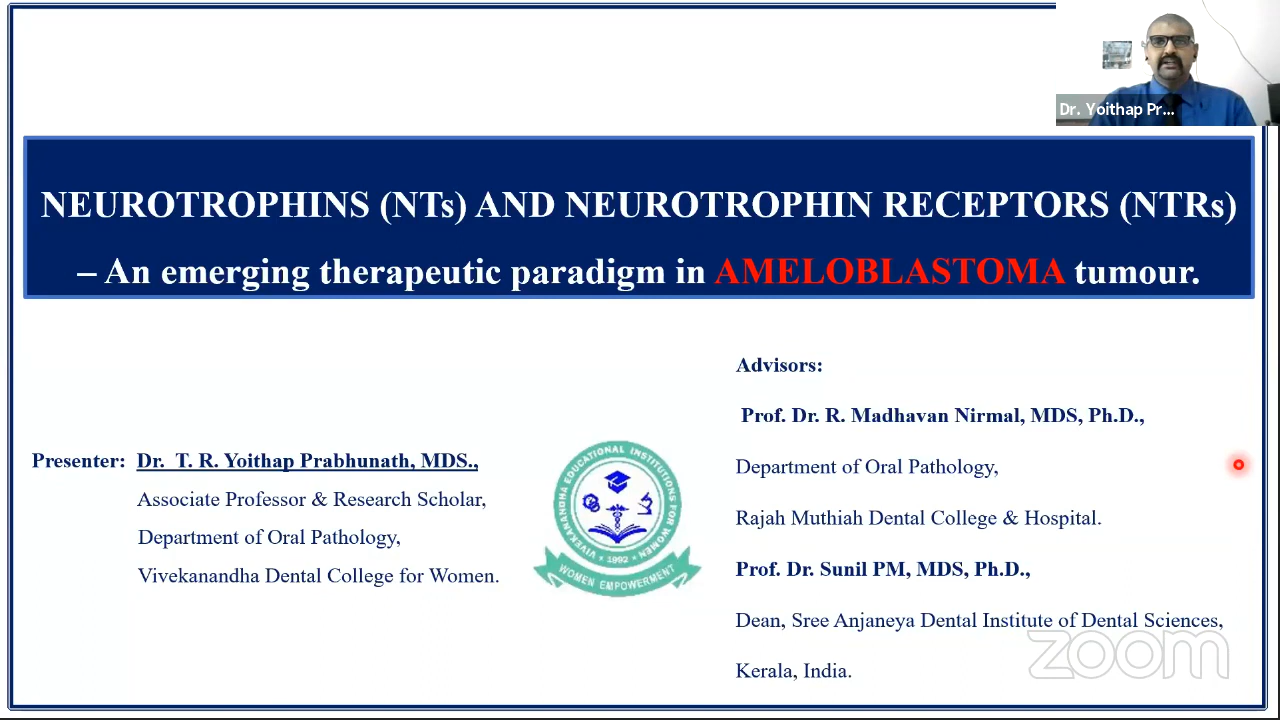 Dr. Yoithap Pr...
NEUROTROPHINS (NTs) AND NEUROTROPHIN RECEPTORS (NTRs)
– An emerging therapeutic paradigm in AMELOBLASTOMA tumour.
Presenter: Dr. T. R. Yoithap Prabhunath, MDS.,
Associate Professor & Research Scholar,
Department of Oral Pathology,
Vivekanandha Dental College for Women.
VIVEKANANDHA EDUCATIONAL INSTITUTIONS FOR WOMEN
* 1992 *
WOMEN EMPOWERMENT
Advisors:
Prof. Dr. R. Madhavan Nirmal, MDS, Ph.D.,
Department of Oral Pathology,
Rajah Muthiah Dental College & Hospital.
Prof. Dr. Sunil PM, MDS, Ph.D.,
Dean, Sree Anjaneya Dental Institute of Dental Sciences,
Kerala, India.
zoom